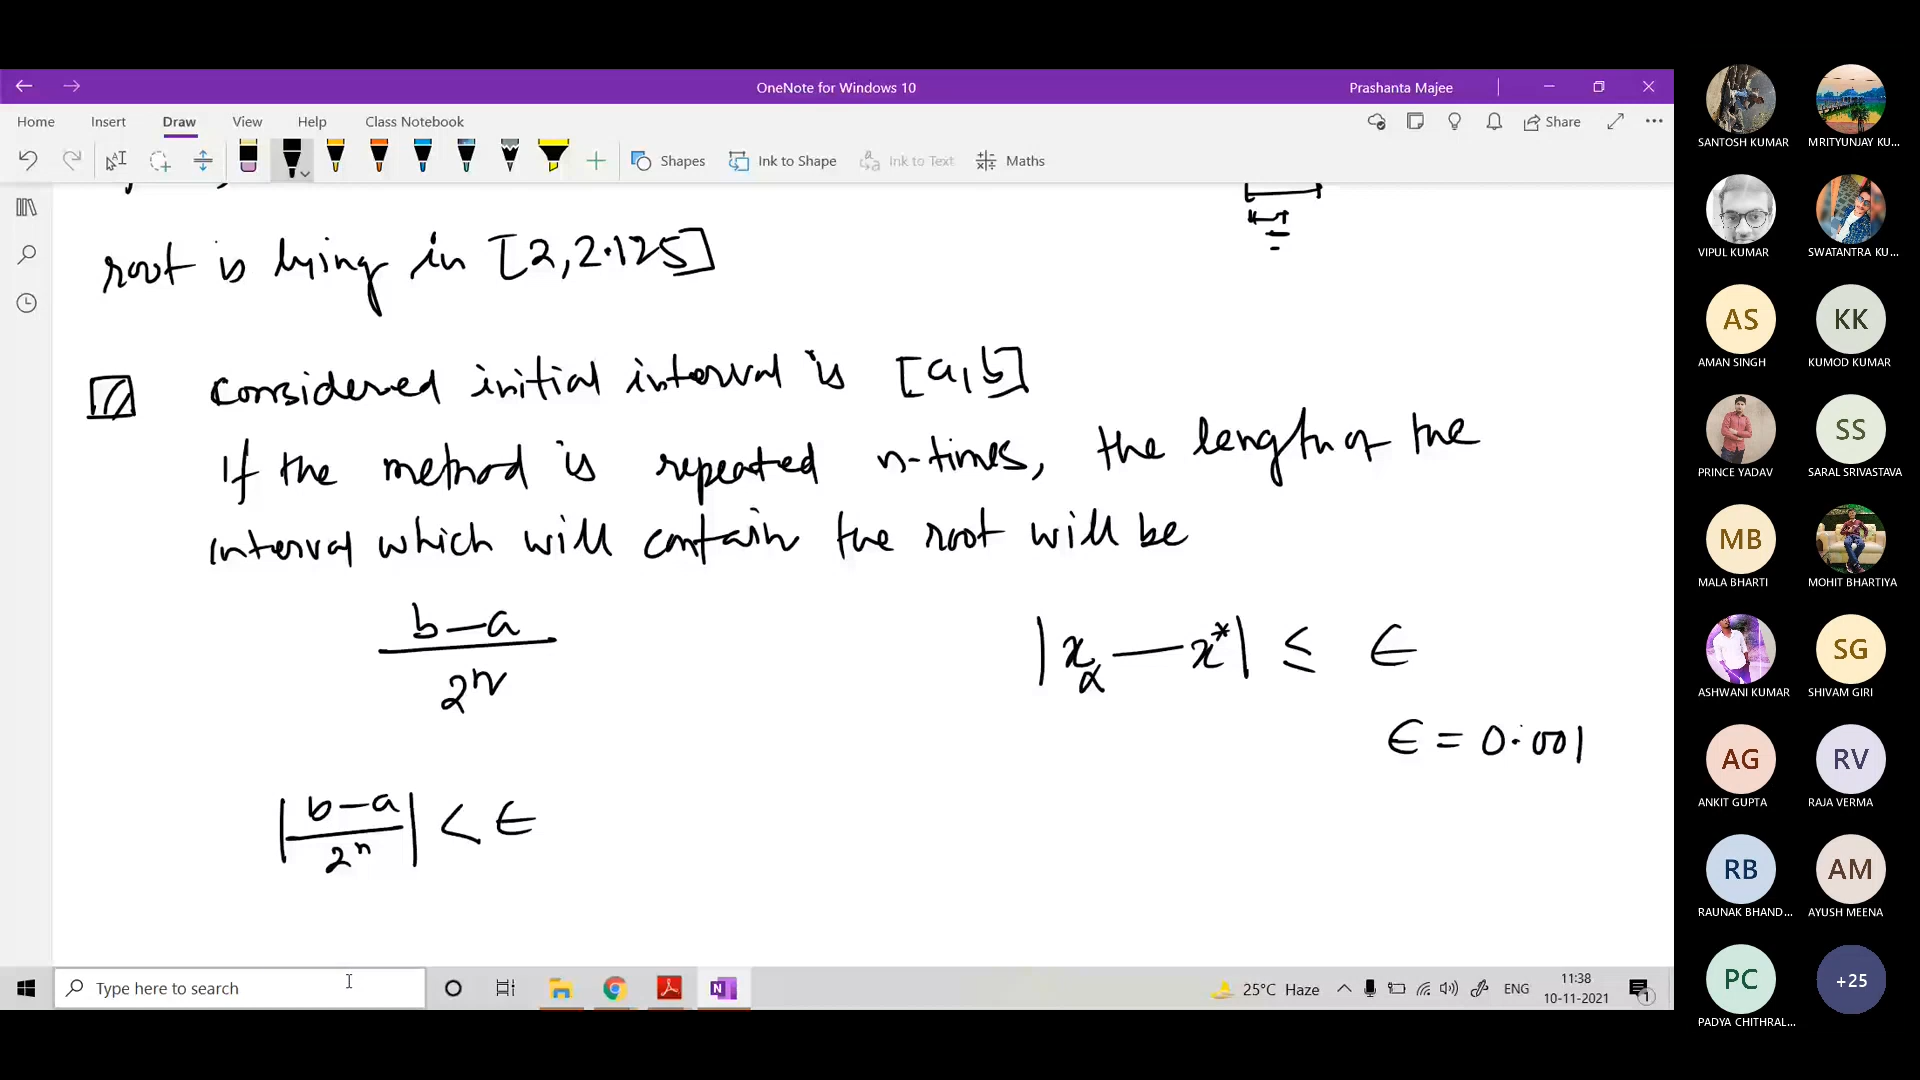 OneNote for Windows 10
Prashanta Majee
Home Insert Draw View Help Class Notebook
Share
Shapes Ink to Shape Ink to Text Maths
root is lying in [2, 2.125]
Considered initial interval is [a, b]
If the method is repeated n-times, the length of the
interval which will contain the root will be
b-a
2^n
|x_α - x*| ≤ ∈
∈ = 0.001
|b-a / 2^n| < ∈
Type here to search
25°C Haze
ENG
11:38
10-11-2021
1
SANTOSH KUMAR
MRITYUNJAY KU...
VIPUL KUMAR
SWATANTRA KU...
AS
KK
AMAN SINGH
KUMOD KUMAR
SS
PRINCE YADAV
SARAL SRIVASTAVA
MB
MALA BHARTI
MOHIT BHARTIYA
SG
ASHWANI KUMAR
SHIVAM GIRI
AG
RV
ANKIT GUPTA
RAJA VERMA
RB
AM
RAUNAK BHAND...
AYUSH MEENA
PC
+25
PADYA CHITHRAL...